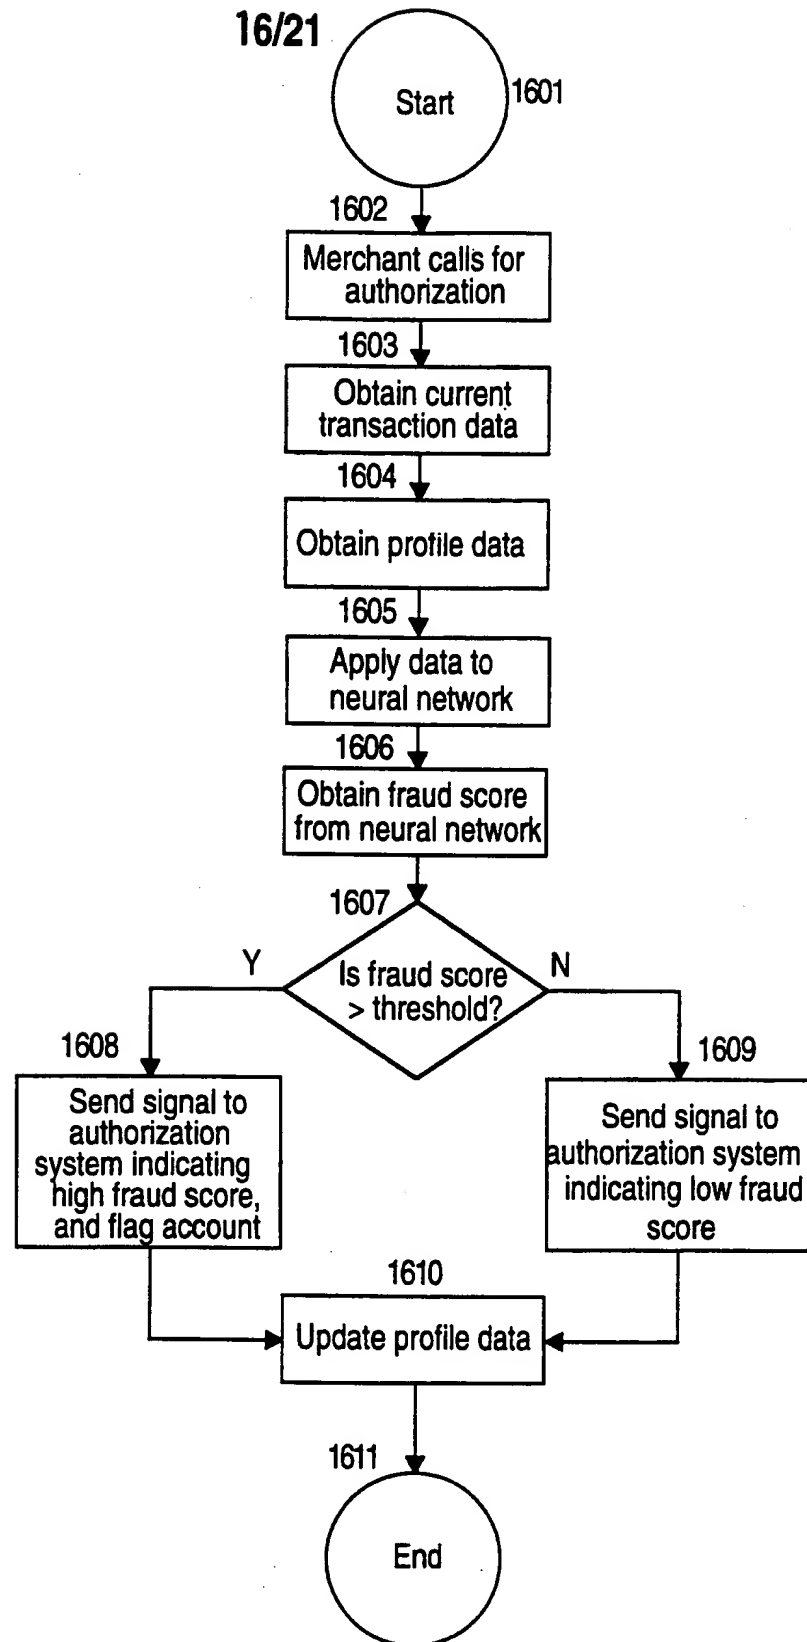 16/21
Start
1601
1602
Merchant calls for
authorization
1603
Obtain current
transaction data
1604
Obtain profile data
1605
Apply data to
neural network
1606
Obtain fraud score
from neural network
1607
Y
Is fraud score
> threshold?
N
1608
Send signal to
authorization
system indicating
high fraud score,
and flag account
1609
Send signal to
authorization system
indicating low fraud
score
1610
Update profile data
1611
End